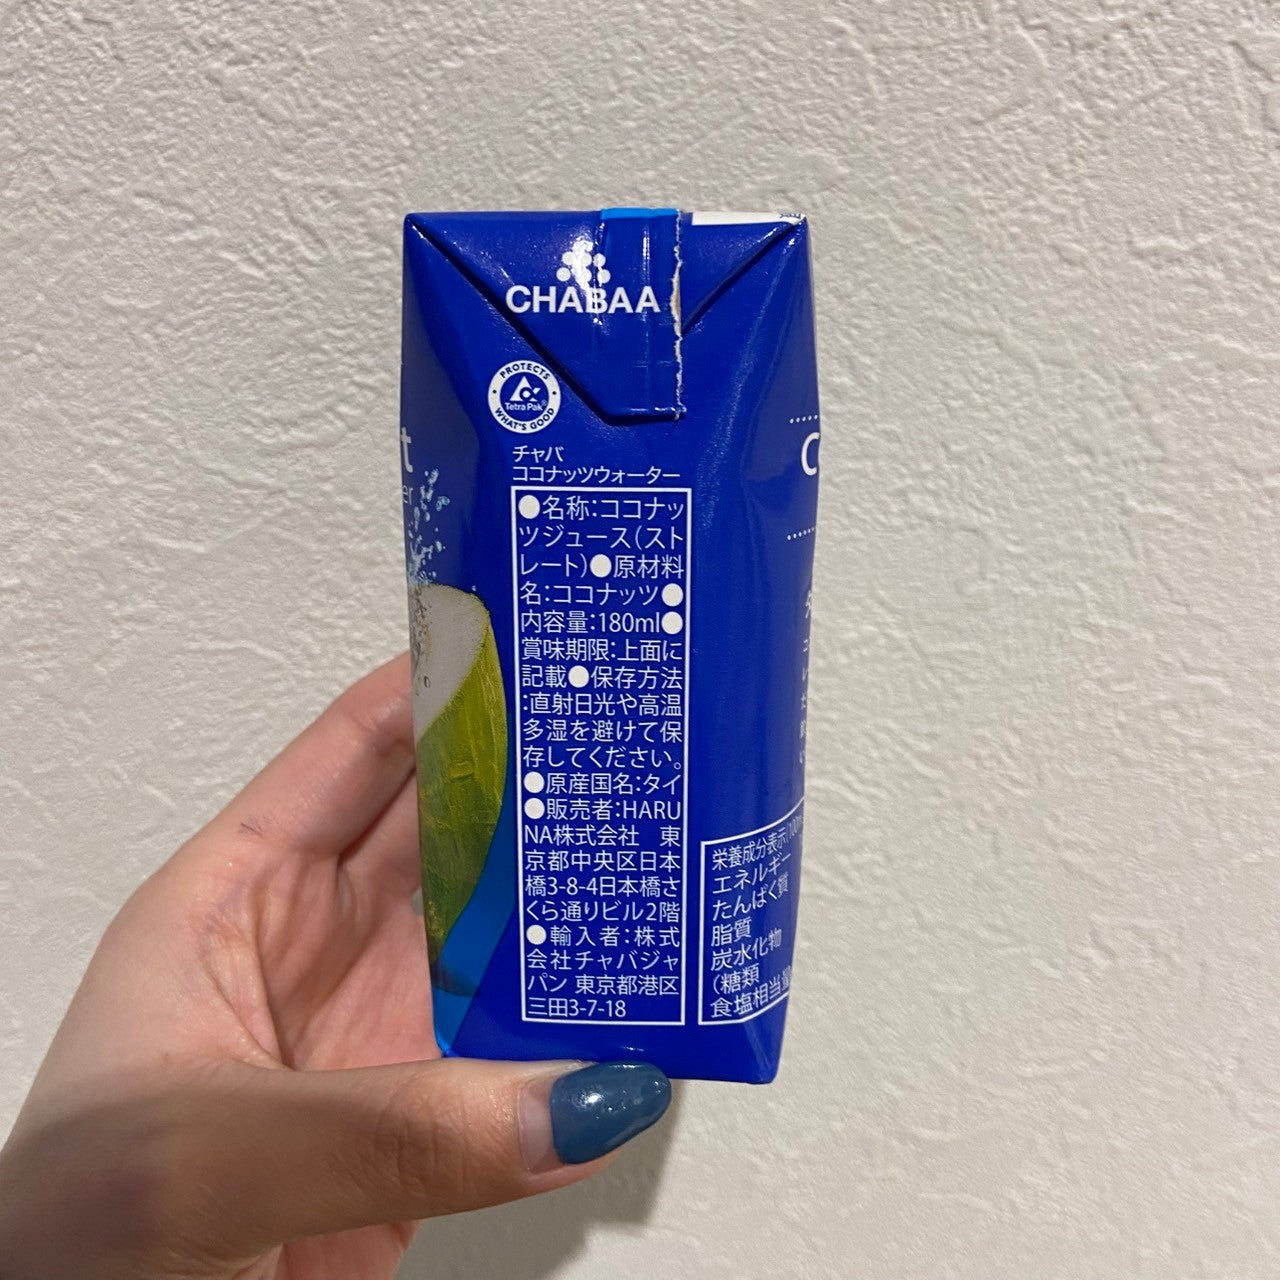 CHABAA
PROTECTS
Tetra Pak®
WHAT'S GOOD
チャバ
ココナッツウォーター
●名称:ココナッ
ツジュース(スト
レート)●原材料
名:ココナッツ●
内容量:180ml●
賞味期限:上面に
記載●保存方法
:直射日光や高温
多湿を避けて保
存してください。
●原産国名:タイ
●販売者:HARU
NA株式会社 東
京都中央区日本
橋3-8-4日本橋さ
くら通りビル2階
●輸入者:株式
会社チャバジャ
パン 東京都港区
三田3-7-18
栄養成分表示(100
エネルギー
たんぱく質
脂質
炭水化物
(糖類
食塩相当量